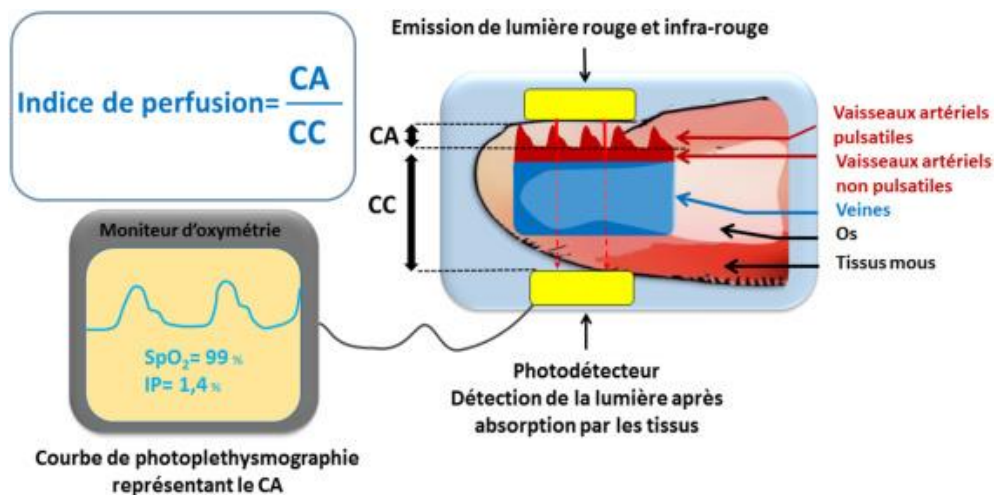 Emission de lumière rouge et infra-rouge
Indice de perfusion= CA
CC
CA
CC
Vaisseaux artériels
pulsatiles
Vaisseaux artériels
non pulsatiles
Veines
Os
Tissus mous
Moniteur d'oxymétrie
SpO₂= 99 %
IP= 1,4 %
Photodétecteur
Détection de la lumière après
absorption par les tissus
Courbe de photoplethysmographie
représentant le CA